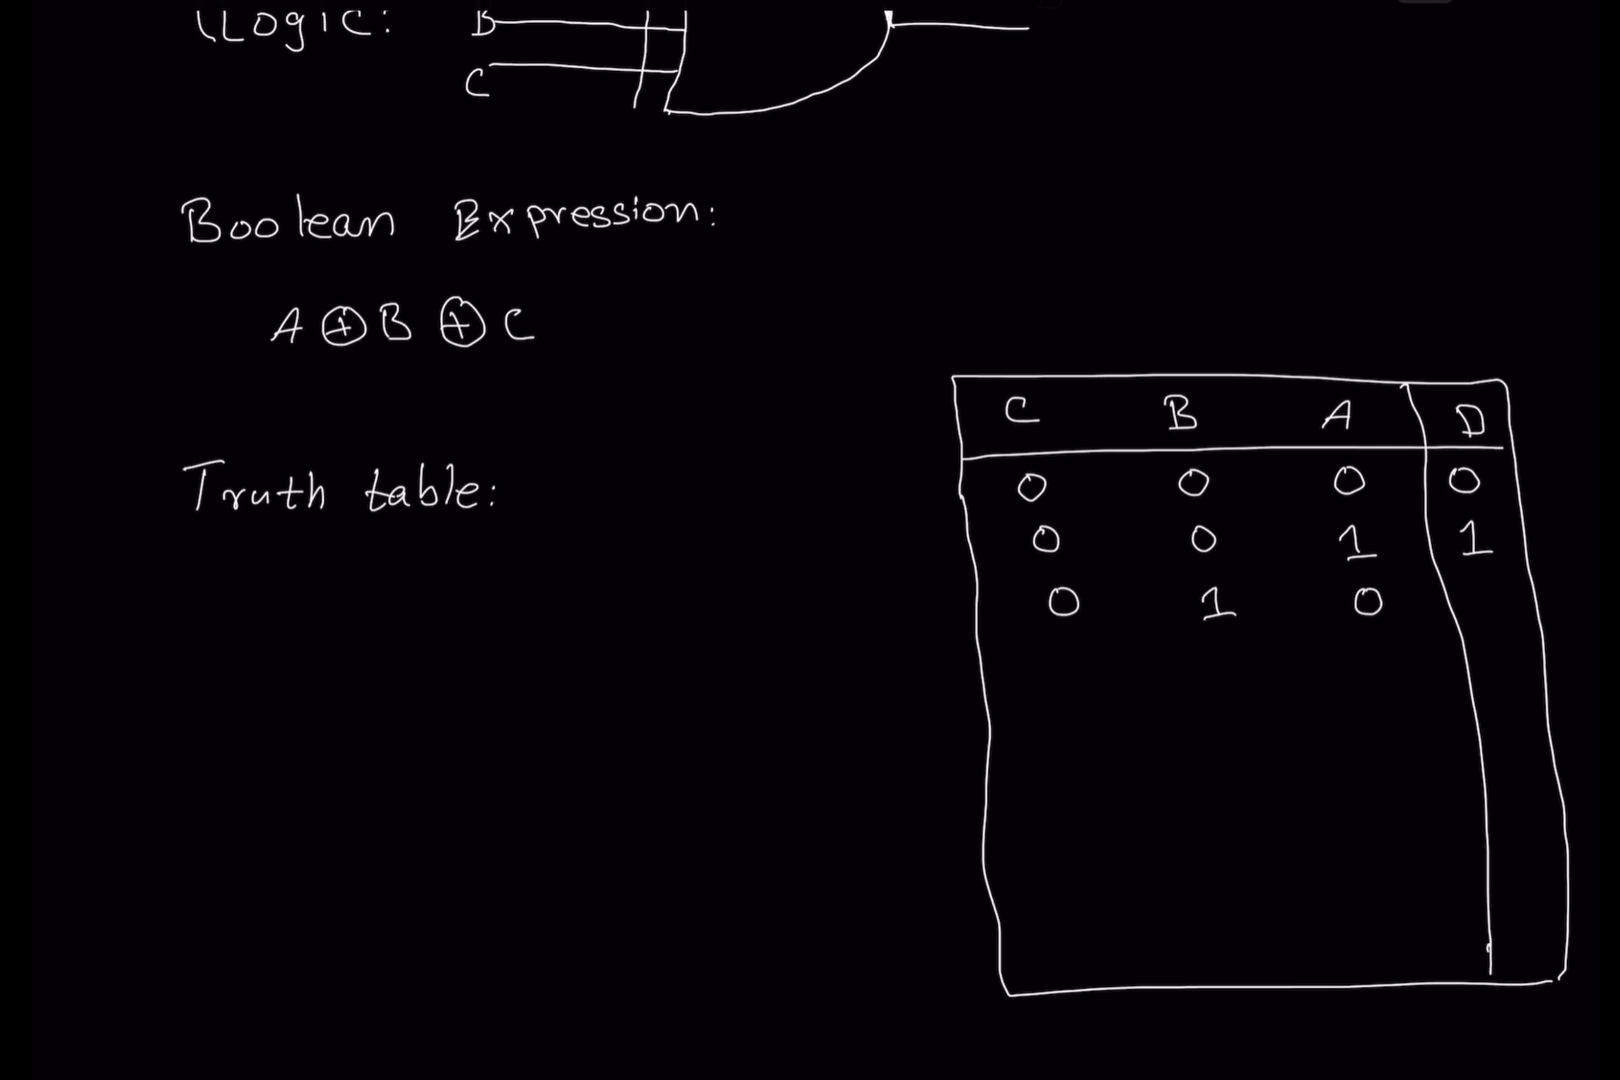 Logic: B
C
Boolean Expression:
A ⊕ B ⊕ C
C B A D
Truth table:
0 0 0 0
0 0 1 1
0 1 0